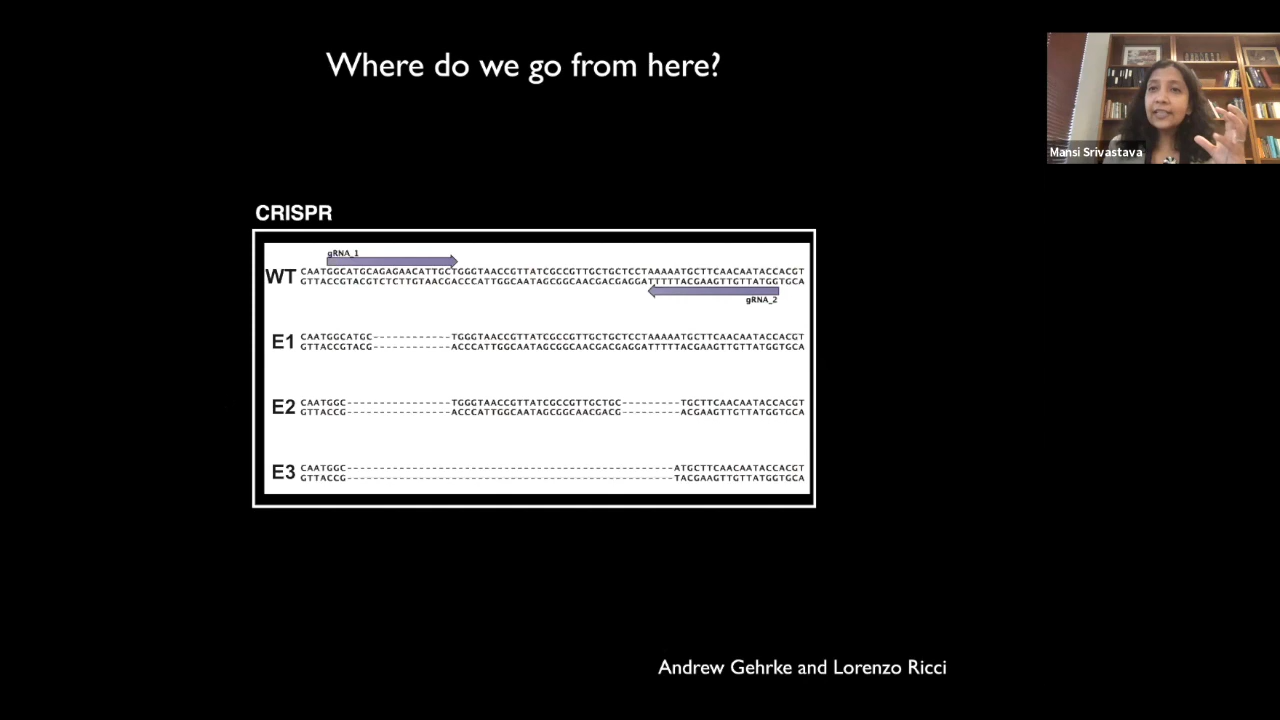 Where do we go from here?
Mansi Srivastava
CRISPR
gRNA_1
WT
CAATGGCATGCAGAGAACATTGCTGGGTAACCGTTATCGCCGTTGCTGCTCCTAAAAATGCTTCAACAATACCACGT
GTTACCGTACGTCTCTTGTAACGACCCATTGGCAATAGCGGCAACGACGAGGATTTTTACGAAGTTGTTATGGTGCA
gRNA_2
E1
CAATGGCATGC------------TGGGTAACCGTTATCGCCGTTGCTGCTCCTAAAAATGCTTCAACAATACCACGT
GTTACCGTACG------------ACCCATTGGCAATAGCGGCAACGACGAGGATTTTTACGAAGTTGTTATGGTGCA
E2
CAATGGC----------------TGGGTAACCGTTATCGCCGTTGCTGC---------TGCTTCAACAATACCACGT
GTTACCG----------------ACCCATTGGCAATAGCGGCAACGACG---------ACGAAGTTGTTATGGTGCA
E3
CAATGGC--------------------------------------------------ATGCTTCAACAATACCACGT
GTTACCG--------------------------------------------------TACGAAGTTGTTATGGTGCA
Andrew Gehrke and Lorenzo Ricci